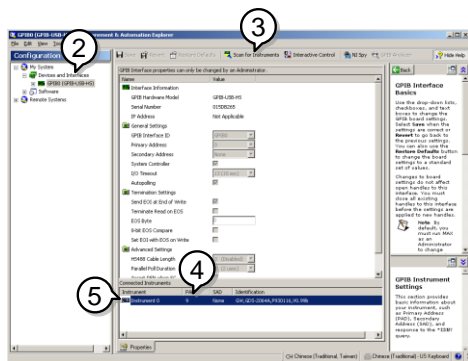 GPIB0 (GPIB-USB-HS) - Measurement & Automation Explorer
File Edit View Tools Help
Configuration
My System
Devices and Interfaces
GPIB0 (GPIB-USB-HS)
Software
Remote Systems
Save Revert Restore Defaults Scan for Instruments Interactive Control NI Spy GPIB Analyzer Hide Help
GPIB Interface properties can only be changed by an Administrator.
Name Value
Interface Information
GPIB Hardware Model GPIB-USB-HS
Serial Number 015DB265
IP Address Not Applicable
General Settings
GPIB Interface ID GPIB0
Primary Address 0
Secondary Address None
System Controller
I/O Timeout
Autopolling
Termination Settings
Send EOI at End of Write
Terminate Read on EOS
EOS Byte
8-bit EOS Compare
Set EOI with EOS on Write
Advanced Settings
HS488 Cable Length (Disabled)
Parallel Poll Duration
Connected Instruments
Instrument PAD SAD Identification
Instrument 0 9 None GW,GDS-2064,P930116,V1.99b
Properties
Back
GPIB Interface
Basics
Use the drop-down lists,
checkboxes, and text
boxes to change the
GPIB board settings.
Select Save when the
settings are correct or
Revert to go back to
the previous settings.
You can also use the
Restore Defaults button
to change the board
settings to a standard
set of values.
Changes to board
settings do not affect
open handles to this
interface. You must
close all existing
handles to this interface
before the settings are
applied to new handles.
Note By
default, you
must run MAX
as an
Administrator
to change
GPIB Instrument
Settings
This section provides
basic information about
your instrument, such
as Primary Address
(PAD), Secondary
Address (SAD), and
response to the *IDN?
query.
CH Chinese (Traditional, Taiwan) Chinese (Traditional) - US Keyboard
2
3
4
5